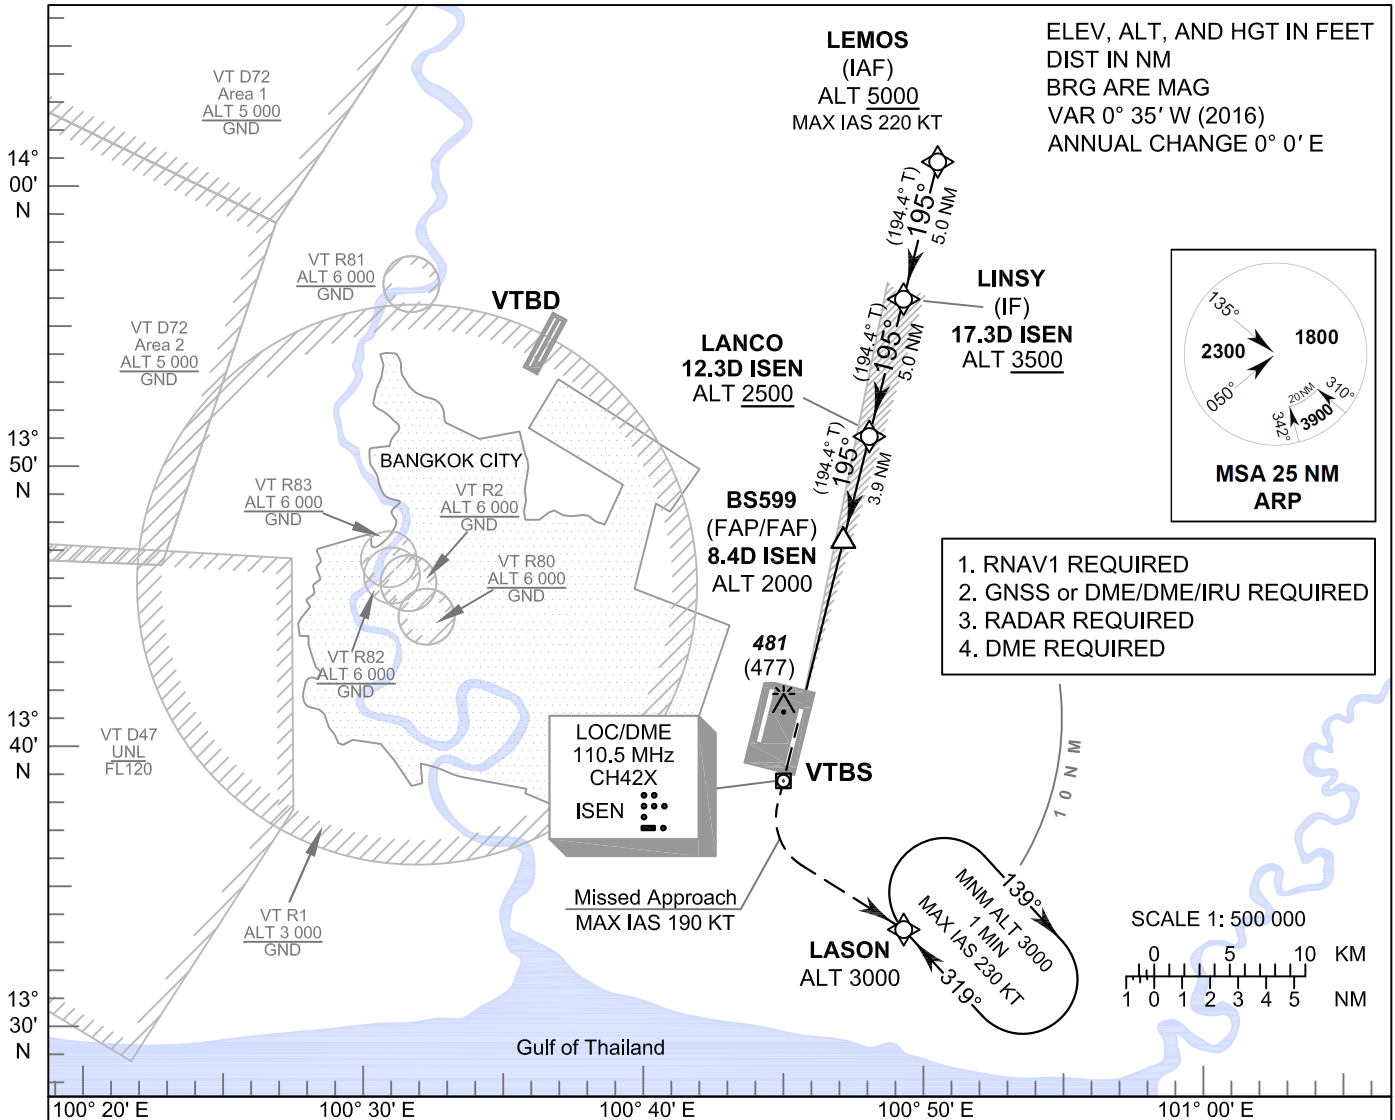 ELEV, ALT, AND HGT IN FEET
DIST IN NM
BRG ARE MAG
VAR 0° 35' W (2016)
ANNUAL CHANGE 0° 0' E
LEMOS
(IAF)
ALT 5000
MAX IAS 220 KT
VT D72
Area 1
ALT 5 000
GND
14°
00'
N
(194.4° T)
195°
5.0 NM
VT R81
ALT 6 000
GND
VTBD
LINSY
(IF)
17.3D ISEN
ALT 3500
VT D72
Area 2
ALT 5 000
GND
LANCO
12.3D ISEN
ALT 2500
(194.4° T)
195°
5.0 NM
135°
2300
1800
050°
20 NM
310°
342°
3900
MSA 25 NM
ARP
13°
50'
N
BANGKOK CITY
(194.4° T)
195°
3.9 NM
VT R83
ALT 6 000
GND
VT R2
ALT 6 000
GND
BS599
(FAP/FAF)
8.4D ISEN
ALT 2000
VT R80
ALT 6 000
GND
1. RNAV1 REQUIRED
2. GNSS or DME/DME/IRU REQUIRED
3. RADAR REQUIRED
4. DME REQUIRED
VT R82
ALT 6 000
GND
481
(477)
13°
40'
N
VT D47
UNL
FL120
LOC/DME
110.5 MHz
CH42X
ISEN
VTBS
10 NM
Missed Approach
MAX IAS 190 KT
139°
MNM ALT 3000
1 MIN
MAX IAS 230 KT
319°
LASON
ALT 3000
VT R1
ALT 3 000
GND
SCALE 1: 500 000
0 5 10 KM
1 0 1 2 3 4 5 NM
13°
30'
N
Gulf of Thailand
100° 20' E 100° 30' E 100° 40' E 100° 50' E 101° 00' E